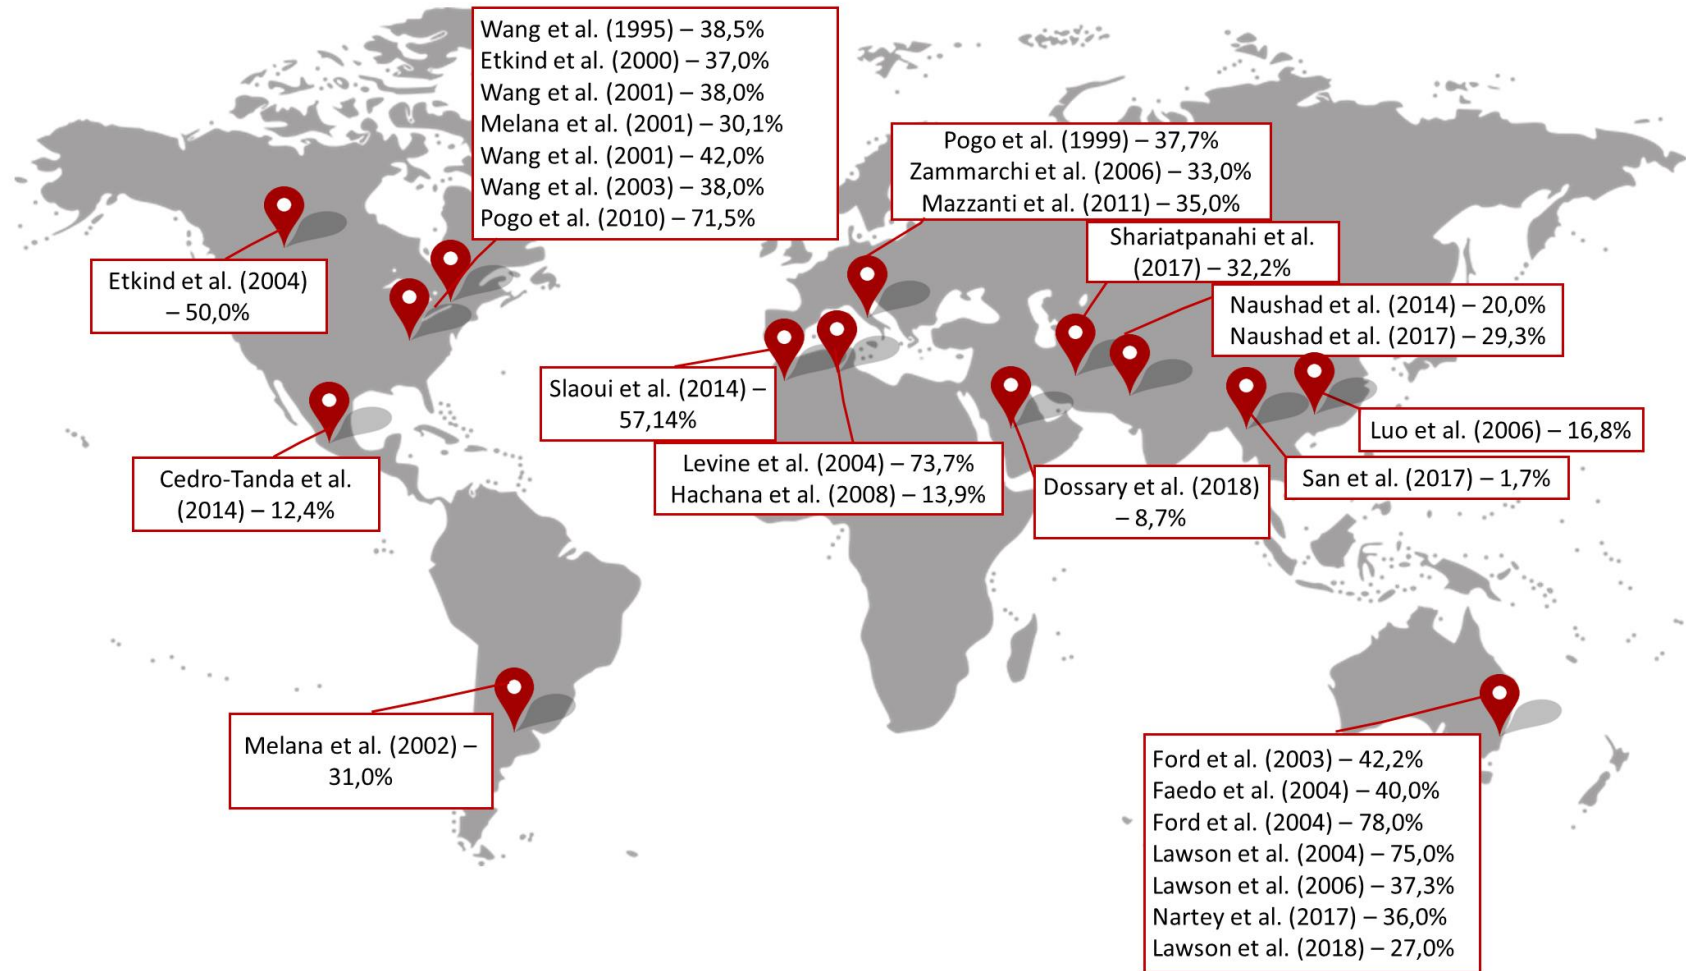 Wang et al. (1995) – 38,5%
Etkind et al. (2000) – 37,0%
Wang et al. (2001) – 38,0%
Melana et al. (2001) – 30,1%
Wang et al. (2001) – 42,0%
Wang et al. (2003) – 38,0%
Pogo et al. (2010) – 71,5%
Pogo et al. (1999) – 37,7%
Zammarchi et al. (2006) – 33,0%
Mazzanti et al. (2011) – 35,0%
Shariatpanahi et al.
(2017) – 32,2%
Etkind et al. (2004)
– 50,0%
Naushad et al. (2014) – 20,0%
Naushad et al. (2017) – 29,3%
Slaoui et al. (2014) –
57,14%
Luo et al. (2006) – 16,8%
Levine et al. (2004) – 73,7%
Hachana et al. (2008) – 13,9%
San et al. (2017) – 1,7%
Dossary et al. (2018)
– 8,7%
Cedro-Tanda et al.
(2014) – 12,4%
Melana et al. (2002) –
31,0%
Ford et al. (2003) – 42,2%
Faedo et al. (2004) – 40,0%
Ford et al. (2004) – 78,0%
Lawson et al. (2004) – 75,0%
Lawson et al. (2006) – 37,3%
Nartey et al. (2017) – 36,0%
Lawson et al. (2018) – 27,0%